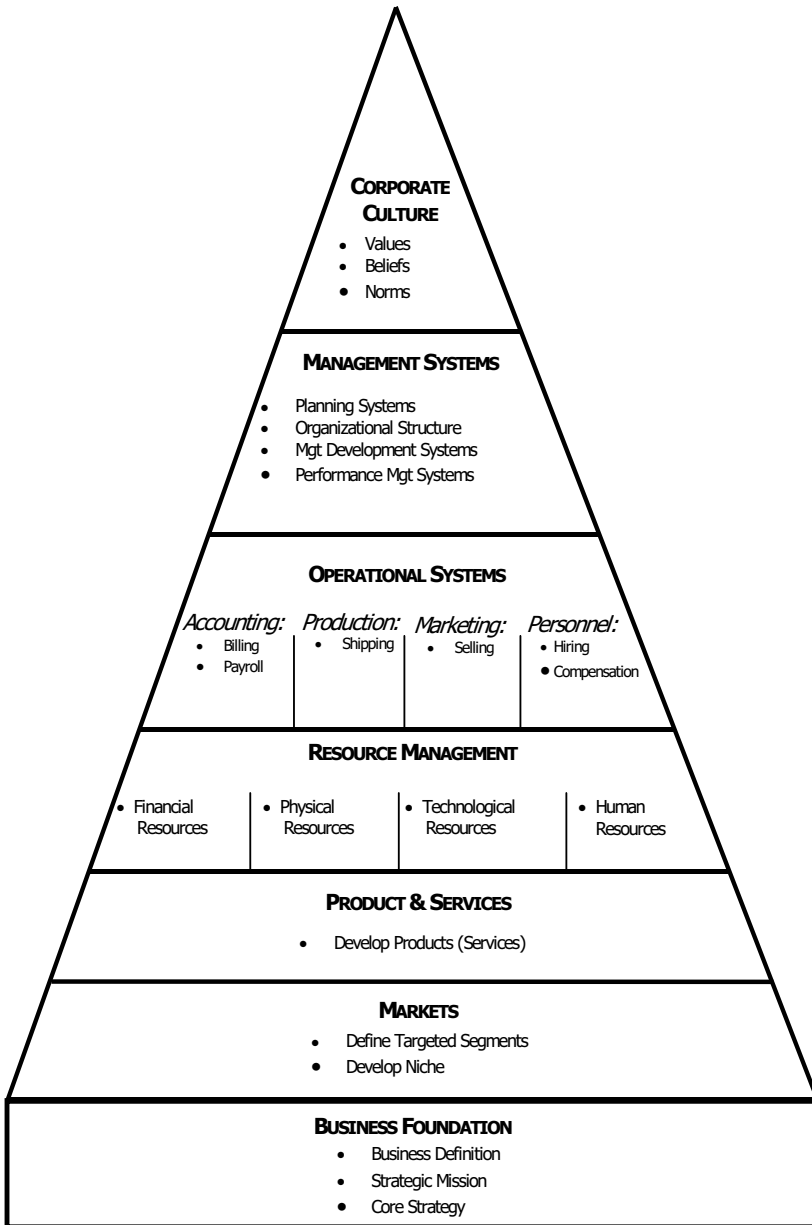 CORPORATE
CULTURE
• Values
• Beliefs
• Norms
MANAGEMENT SYSTEMS
• Planning Systems
• Organizational Structure
• Mgt Development Systems
• Performance Mgt Systems
OPERATIONAL SYSTEMS
Accounting: Production: Marketing: Personnel:
• Billing • Shipping • Selling • Hiring
• Payroll • Compensation
RESOURCE MANAGEMENT
• Financial • Physical • Technological • Human
Resources Resources Resources Resources
PRODUCT & SERVICES
• Develop Products (Services)
MARKETS
• Define Targeted Segments
• Develop Niche
BUSINESS FOUNDATION
• Business Definition
• Strategic Mission
• Core Strategy